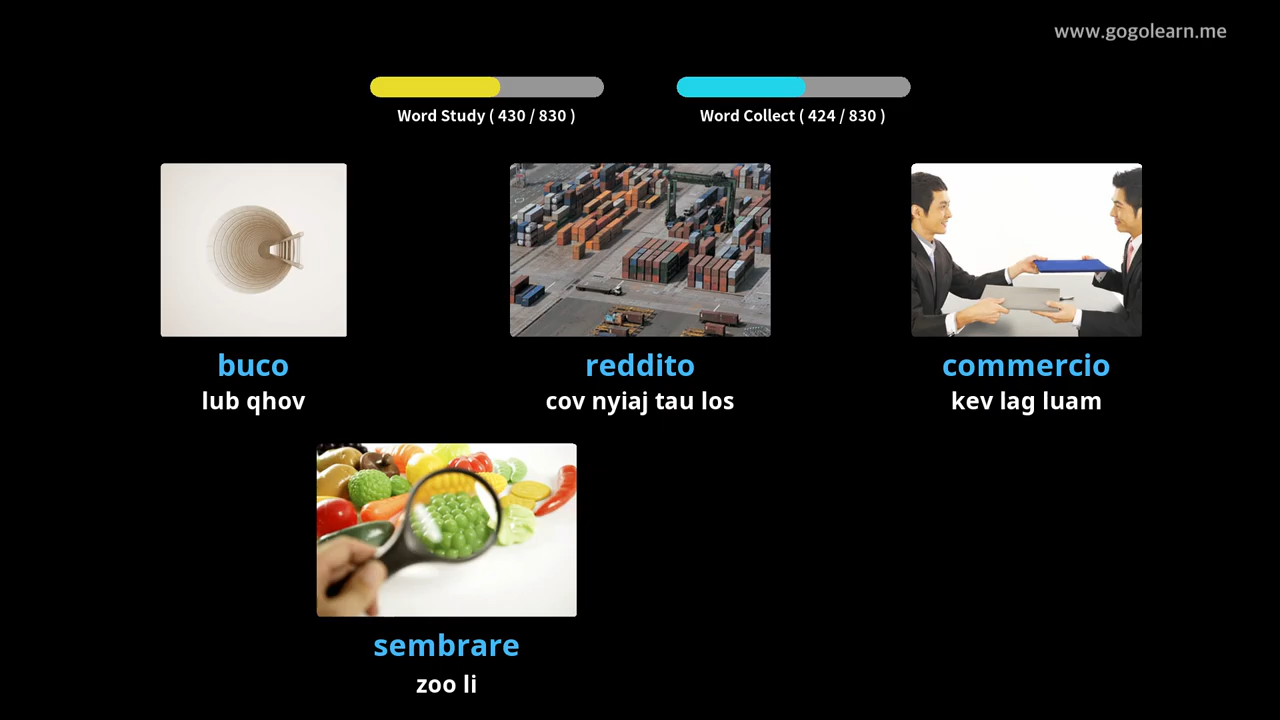 www.gogolearn.me
Word Study ( 430 / 830 )
Word Collect ( 424 / 830 )
buco
lub qhov
reddito
cov nyiaj tau los
commercio
kev lag luam
sembrare
zoo li